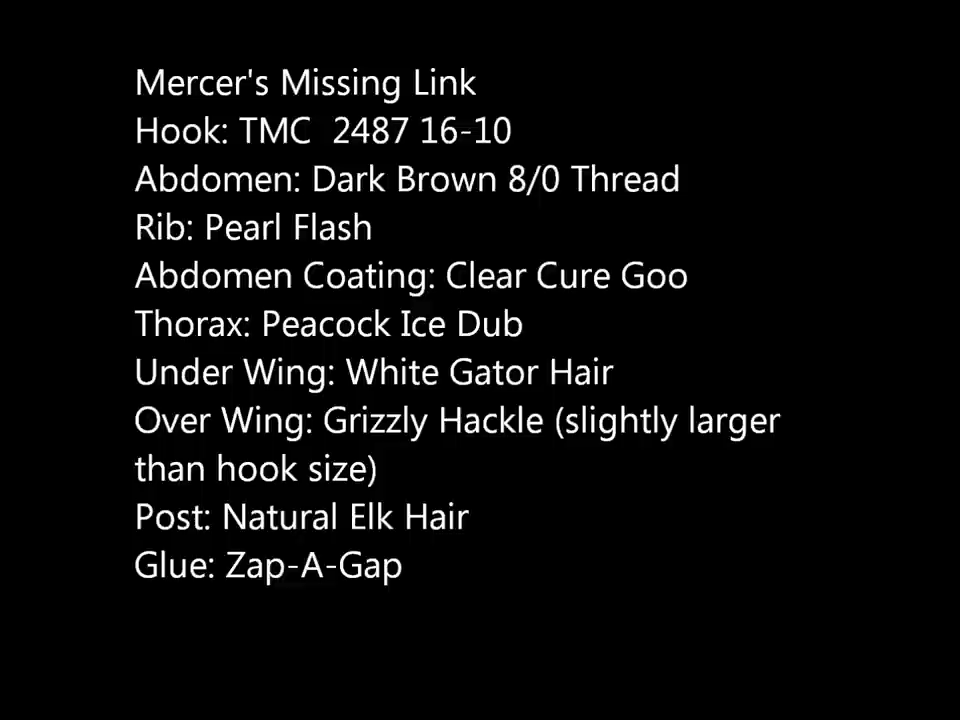 Mercer's Missing Link
Hook: TMC  2487 16-10
Abdomen: Dark Brown 8/0 Thread
Rib: Pearl Flash
Abdomen Coating: Clear Cure Goo
Thorax: Peacock Ice Dub
Under Wing: White Gator Hair
Over Wing: Grizzly Hackle (slightly larger
than hook size)
Post: Natural Elk Hair
Glue: Zap-A-Gap